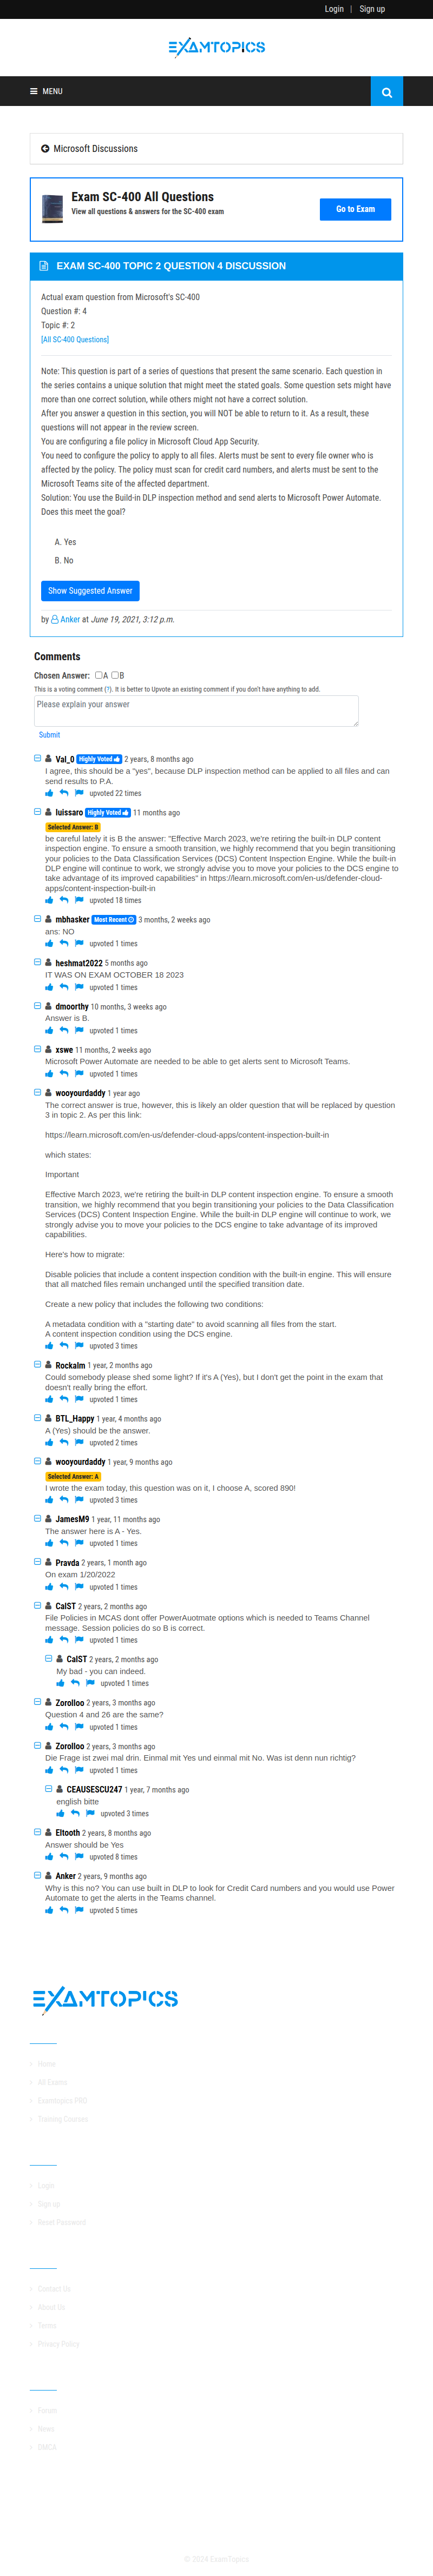 Login | Sign up
EXAMTOPICS
MENU
Microsoft Discussions
Exam SC-400 All Questions
View all questions & answers for the SC-400 exam
Go to Exam
EXAM SC-400 TOPIC 2 QUESTION 4 DISCUSSION
Actual exam question from Microsoft's SC-400
Question #: 4
Topic #: 2
[All SC-400 Questions]
Note: This question is part of a series of questions that present the same scenario. Each question in
the series contains a unique solution that might meet the stated goals. Some question sets might have
more than one correct solution, while others might not have a correct solution.
After you answer a question in this section, you will NOT be able to return to it. As a result, these
questions will not appear in the review screen.
You are configuring a file policy in Microsoft Cloud App Security.
You need to configure the policy to apply to all files. Alerts must be sent to every file owner who is
affected by the policy. The policy must scan for credit card numbers, and alerts must be sent to the
Microsoft Teams site of the affected department.
Solution: You use the Build-in DLP inspection method and send alerts to Microsoft Power Automate.
Does this meet the goal?
A. Yes
B. No
Show Suggested Answer
by Anker at June 19, 2021, 3:12 p.m.
Comments
Chosen Answer: A B
This is a voting comment (?). It is better to Upvote an existing comment if you don't have anything to add.
Please explain your answer
Submit
Val_0 Highly Voted 2 years, 8 months ago
I agree, this should be a "yes", because DLP inspection method can be applied to all files and can
send results to P.A.
upvoted 22 times
luissaro Highly Voted 11 months ago
Selected Answer: B
be careful lately it is B the answer: "Effective March 2023, we're retiring the built-in DLP content
inspection engine. To ensure a smooth transition, we highly recommend that you begin transitioning
your policies to the Data Classification Services (DCS) Content Inspection Engine. While the built-in
DLP engine will continue to work, we strongly advise you to move your policies to the DCS engine to
take advantage of its improved capabilities" in https://learn.microsoft.com/en-us/defender-cloud-
apps/content-inspection-built-in
upvoted 18 times
mbhasker Most Recent 3 months, 2 weeks ago
ans: NO
upvoted 1 times
heshmat2022 5 months ago
IT WAS ON EXAM OCTOBER 18 2023
upvoted 1 times
dmoorthy 10 months, 3 weeks ago
Answer is B.
upvoted 1 times
xswe 11 months, 2 weeks ago
Microsoft Power Automate are needed to be able to get alerts sent to Microsoft Teams.
upvoted 1 times
wooyourdaddy 1 year ago
The correct answer is true, however, this is likely an older question that will be replaced by question
3 in topic 2. As per this link:
https://learn.microsoft.com/en-us/defender-cloud-apps/content-inspection-built-in
which states:
Important
Effective March 2023, we're retiring the built-in DLP content inspection engine. To ensure a smooth
transition, we highly recommend that you begin transitioning your policies to the Data Classification
Services (DCS) Content Inspection Engine. While the built-in DLP engine will continue to work, we
strongly advise you to move your policies to the DCS engine to take advantage of its improved
capabilities.
Here's how to migrate:
Disable policies that include a content inspection condition with the built-in engine. This will ensure
that all matched files remain unchanged until the specified transition date.
Create a new policy that includes the following two conditions:
A metadata condition with a "starting date" to avoid scanning all files from the start.
A content inspection condition using the DCS engine.
upvoted 3 times
Rockalm 1 year, 2 months ago
Could somebody please shed some light? If it's A (Yes), but I don't get the point in the exam that
doesn't really bring the effort.
upvoted 1 times
BTL_Happy 1 year, 4 months ago
A (Yes) should be the answer.
upvoted 2 times
wooyourdaddy 1 year, 9 months ago
Selected Answer: A
I wrote the exam today, this question was on it, I choose A, scored 890!
upvoted 3 times
JamesM9 1 year, 11 months ago
The answer here is A - Yes.
upvoted 1 times
Pravda 2 years, 1 month ago
On exam 1/20/2022
upvoted 1 times
CalST 2 years, 2 months ago
File Policies in MCAS dont offer PowerAuotmate options which is needed to Teams Channel
message. Session policies do so B is correct.
upvoted 1 times
CalST 2 years, 2 months ago
My bad - you can indeed.
upvoted 1 times
Zorolloo 2 years, 3 months ago
Question 4 and 26 are the same?
upvoted 1 times
Zorolloo 2 years, 3 months ago
Die Frage ist zwei mal drin. Einmal mit Yes und einmal mit No. Was ist denn nun richtig?
upvoted 1 times
CEAUSESCU247 1 year, 7 months ago
english bitte
upvoted 3 times
Eltooth 2 years, 8 months ago
Answer should be Yes
upvoted 8 times
Anker 2 years, 9 months ago
Why is this no? You can use built in DLP to look for Credit Card numbers and you would use Power
Automate to get the alerts in the Teams channel.
upvoted 5 times
EXAMTOPICS
Home
All Exams
Examtopics PRO
Training Courses
Login
Sign up
Reset Password
Contact Us
About Us
Terms
Privacy Policy
Forum
News
DMCA
© 2024 ExamTopics